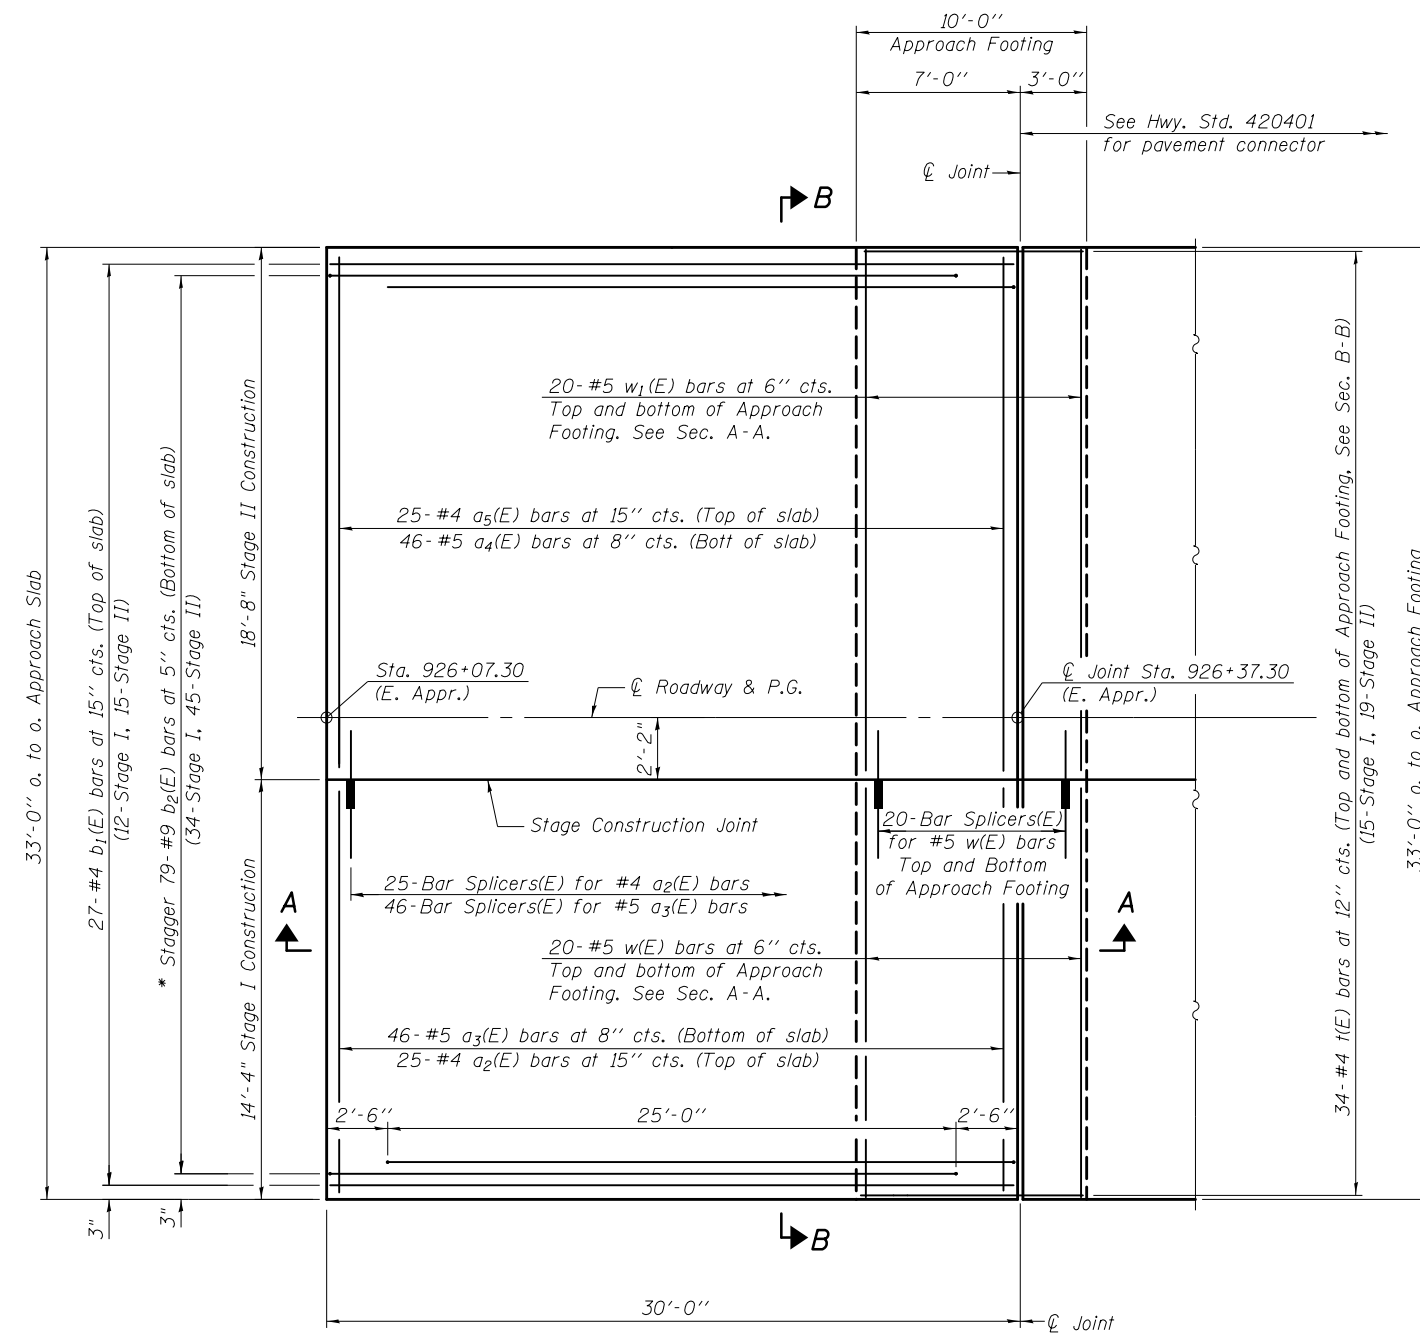 10'-0''
Approach Footing
7'-0''
3'-0''
See Hwy. Std. 420401
for pavement connector
℄ Joint
B
33'-0'' o. to o. Approach Slab
27-#4 b1(E) bars at 15'' cts. (Top of slab)
(12-Stage I, 15-Stage II)
* Stagger 79-#9 b2(E) bars at 5'' cts. (Bottom of slab)
(34-Stage I, 45-Stage II)
18'-8" Stage II Construction
14'-4" Stage I Construction
20-#5 w1(E) bars at 6'' cts.
Top and bottom of Approach
Footing. See Sec. A-A.
25-#4 a5(E) bars at 15'' cts. (Top of slab)
46-#5 a4(E) bars at 8'' cts. (Bott of slab)
Sta. 926+07.30
(E. Appr.)
℄ Roadway & P.G.
2'-2"
℄ Joint Sta. 926+37.30
(E. Appr.)
Stage Construction Joint
20-Bar Splicers(E)
for #5 w(E) bars
Top and Bottom
of Approach Footing
25-Bar Splicers(E) for #4 a2(E) bars
46-Bar Splicers(E) for #5 a3(E) bars
A
A
20-#5 w(E) bars at 6'' cts.
Top and bottom of Approach
Footing. See Sec. A-A.
46-#5 a3(E) bars at 8'' cts. (Bottom of slab)
25-#4 a2(E) bars at 15'' cts. (Top of slab)
2'-6''
25'-0''
2'-6''
34-#4 t(E) bars at 12'' cts. (Top and bottom of Approach Footing, See Sec. B-B)
(15-Stage I, 19-Stage II)
33'-0'' o. to o. Approach Footing
3"
3"
B
30'-0''
℄ Joint